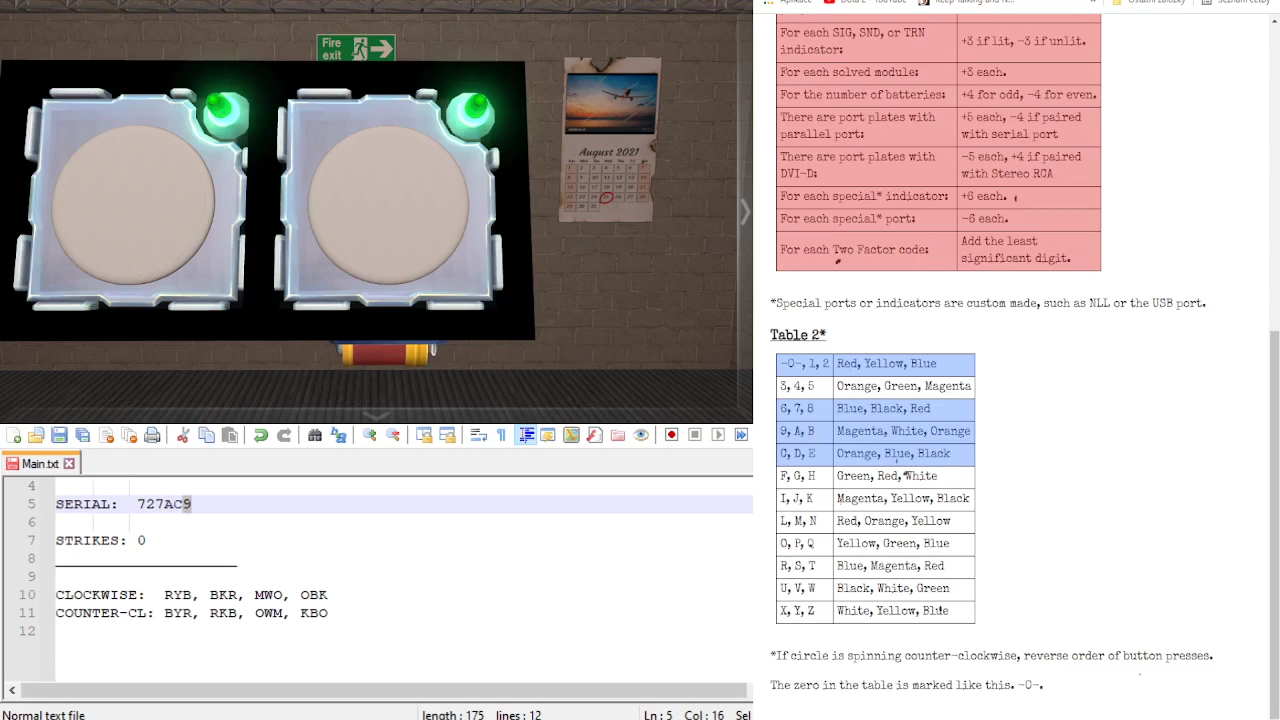 Aplikace
Ostatní záložky
Seznam četby
Fire
exit
August 2021
For each SIG, SND, or TRN
indicator:
+3 if lit, -3 if unlit.
For each solved module:
+3 each.
For the number of batteries:
+4 for odd, -4 for even.
There are port plates with
parallel port:
+5 each, -4 if paired
with serial port
There are port plates with
DVI-D:
-5 each, +4 if paired
with Stereo RCA
For each special* indicator:
+6 each.
For each special* port:
-6 each.
For each Two Factor code:
Add the least
significant digit.
*Special ports or indicators are custom made, such as NLL or the USB port.
Table 2*
-0-, 1, 2 Red, Yellow, Blue
3, 4, 5 Orange, Green, Magenta
6, 7, 8 Blue, Black, Red
9, A, B Magenta, White, Orange
C, D, E Orange, Blue, Black
F, G, H Green, Red, White
I, J, K Magenta, Yellow, Black
L, M, N Red, Orange, Yellow
O, P, Q Yellow, Green, Blue
R, S, T Blue, Magenta, Red
U, V, W Black, White, Green
X, Y, Z White, Yellow, Blue
*If circle is spinning counter-clockwise, reverse order of button presses.
The zero in the table is marked like this. -0-.
Main.txt
4
5 SERIAL: 727AC9
6
7 STRIKES: 0
8
9
10 CLOCKWISE: RYB, BKR, MWO, OBK
11 COUNTER-CL: BYR, RKB, OWM, KBO
12
Normal text file length : 175 lines : 12 Ln : 5 Col : 16 Sel